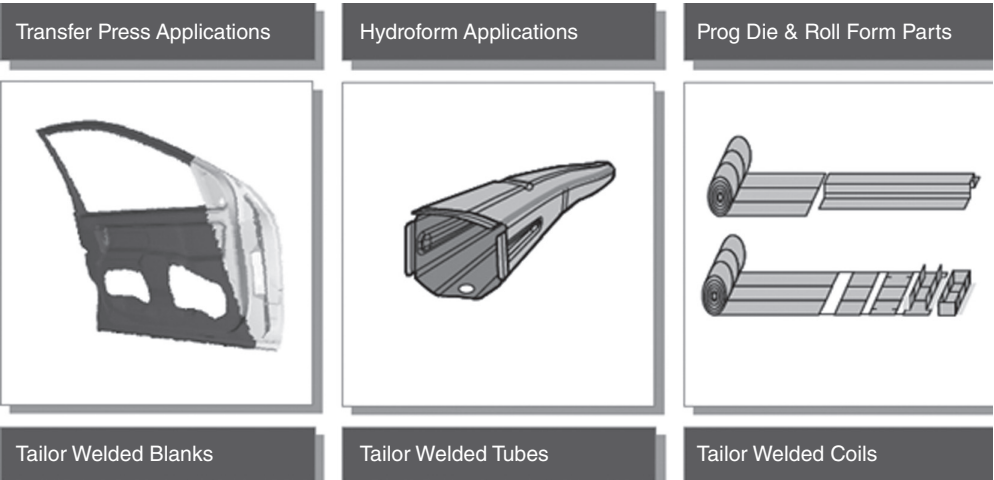 Transfer Press Applications
Hydroform Applications
Prog Die & Roll Form Parts
Tailor Welded Blanks
Tailor Welded Tubes
Tailor Welded Coils